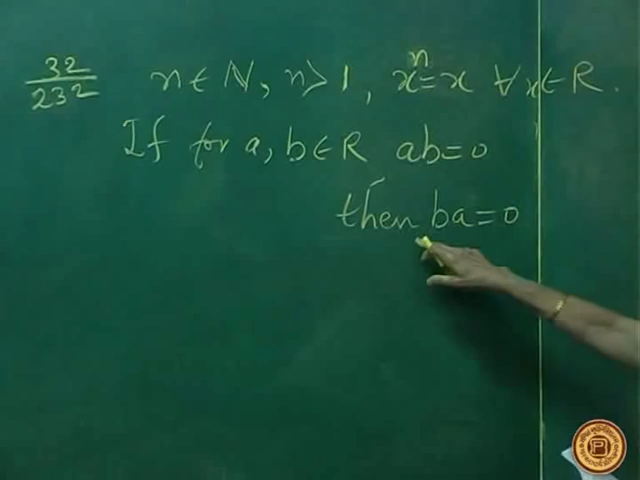 32/232 n ∈ ℕ, n > 1, xⁿ = x ∀ x ∈ R.
If for a, b ∈ R ab = 0
then ba = 0